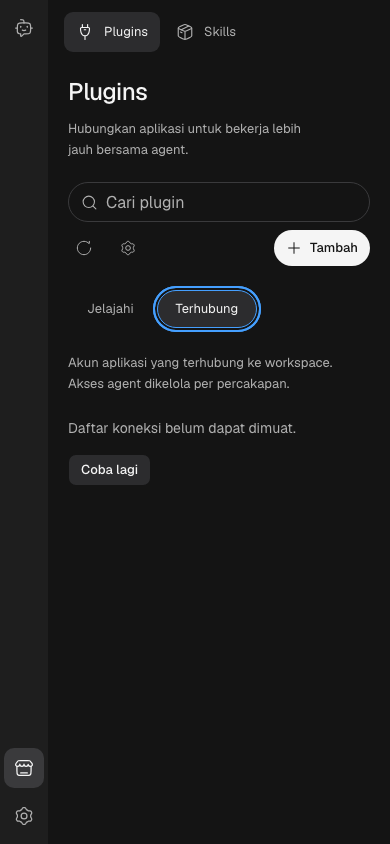 Plugins
Skills
Plugins
Hubungkan aplikasi untuk bekerja lebih
jauh bersama agent.
Cari plugin
Tambah
Jelajahi
Terhubung
Akun aplikasi yang terhubung ke workspace.
Akses agent dikelola per percakapan.
Daftar koneksi belum dapat dimuat.
Coba lagi